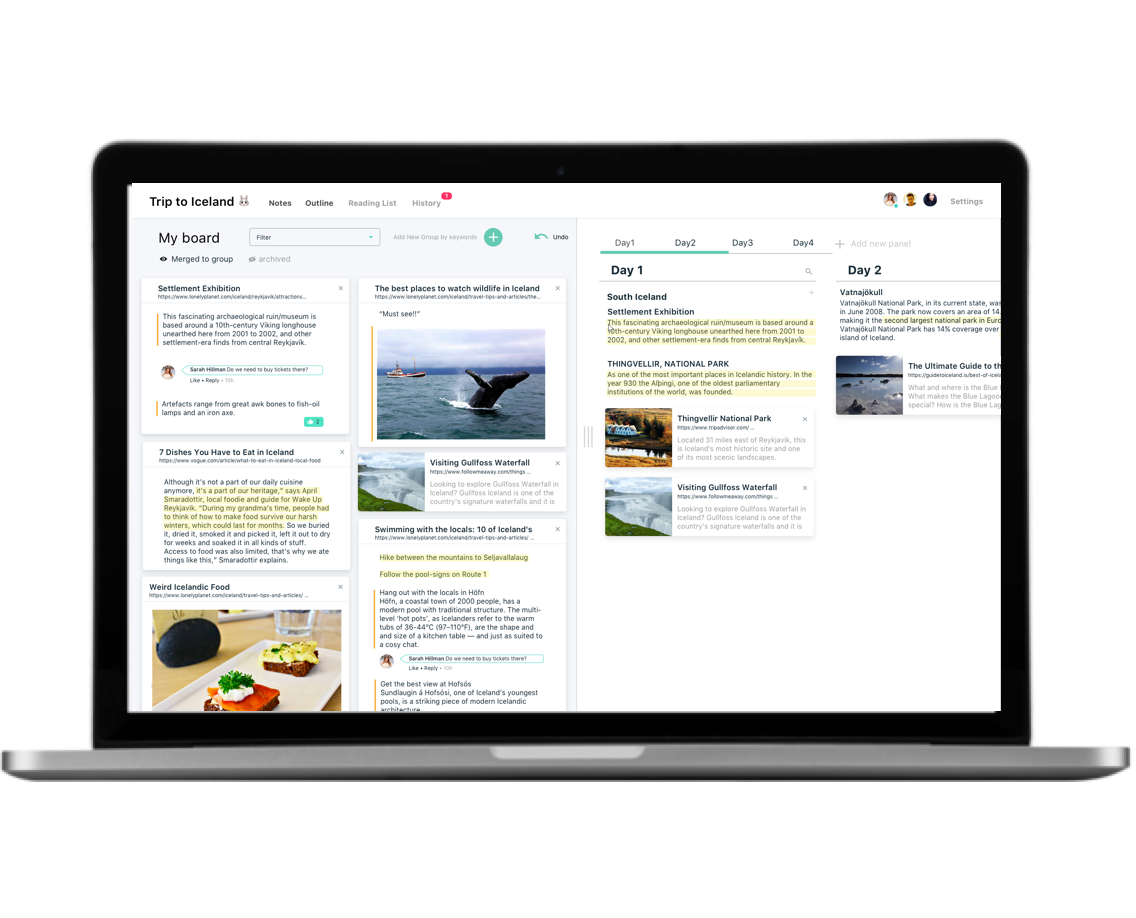 Trip to Iceland
Notes
Outline
Reading List
History
1
Settings
My board
Filter
Add New Group by keywords
Undo
Merged to group
archived
Settlement Exhibition
https://www.lonelyplanet.com/iceland/reykjavik/attractions...
This fascinating archaeological ruin/museum is
based around a 10th-century Viking longhouse
unearthed here from 2001 to 2002, and other
settlement-era finds from central Reykjavík.
Sarah Hillman Do we need to buy tickets there?
Like • Reply • 10h
Artefacts range from great awk bones to fish-oil
lamps and an iron axe.
2
7 Dishes You Have to Eat in Iceland
https://www.vogue.com/article/what-to-eat-in-iceland-local-food
Although it's not a part of our daily cuisine
anymore, it's a part of our heritage,” says April
Smaradottir, local foodie and guide for Wake Up
Reykjavik. “During my grandma's time, people had
to think of how to make food survive our harsh
winters, which could last for months. So we buried
it, dried it, smoked it and picked it, left it out to dry
for weeks and soaked it in all kinds of stuff.
Access to food was also limited, that's why we ate
things like this,” Smaradottir explains.
Weird Icelandic Food
https://www.lonelyplanet.com/iceland/travel-tips-and-articles/ ...
The best places to watch wildlife in Iceland
https://www.lonelyplanet.com/iceland/travel-tips-and-articles/the...
“Must see!!”
Visiting Gullfoss Waterfall
https://www.followmeaway.com/things ...
Looking to explore Gullfoss Waterfall in
Iceland? Gullfoss Iceland is one of the
country's signature waterfalls and it is
Swimming with the locals: 10 of Iceland's
https://www.lonelyplanet.com/iceland/travel-tips-and-articles/ ...
Hike between the mountains to Seljavallalaug
Follow the pool-signs on Route 1
Hang out with the locals in Höfn
Höfn, a coastal town of 2000 people, has a
modern pool with traditional structure. The multi-
level 'hot pots', as Icelanders refer to the warm
tubs of 36-44°C (97–110°F), are the shape and
and size of a kitchen table — and just as suited to
a cosy chat.
Sarah Hillman Do we need to buy tickets there?
Like • Reply • 10h
Get the best view at Hofsós
Sundlaugin á Hofsósi, one of Iceland's youngest
pools, is a striking piece of modern Icelandic
architecture
Day1
Day2
Day3
Day4
Add new panel
Day 1
South Iceland
Settlement Exhibition
This fascinating archaeological ruin/museum is based around a
10th-century Viking longhouse unearthed here from 2001 to
2002, and other settlement-era finds from central Reykjavík.
THINGVELLIR, NATIONAL PARK
As one of the most important places in Icelandic history. In the
year 930 the Alþingi, one of the oldest parliamentary
institutions of the world, was founded.
Thingvellir National Park
https://www.tripadvisor.com/ ...
Located 31 miles east of Reykjavik, this
is Iceland's most historic site and one
of its most scenic landscapes.
Visiting Gullfoss Waterfall
https://www.followmeaway.com/things ...
Looking to explore Gullfoss Waterfall in
Iceland? Gullfoss Iceland is one of the
country's signature waterfalls and it is
Day 2
Vatnajökull
Vatnajökull National Park, in its current state, was
in June 2008. The park now covers an area of 14.
making it the second largest national park in Euro
Vatnajökull National Park has 14% coverage over
island of Iceland.
The Ultimate Guide to th
https://guidetoiceland.is/best-of-icela
What and where is the Blue
What makes the Blue Lagoo
special? How is the Blue Lag